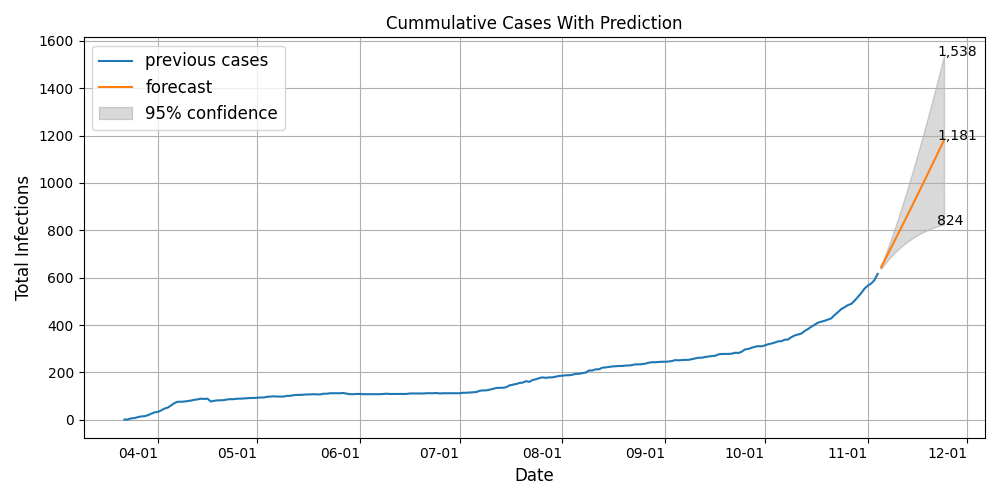 Cummulative Cases With Prediction
1600
1400
1200
1000
800
600
400
200
0
Total Infections
previous cases
forecast
95% confidence
1,538
1,181
824
04-01 05-01 06-01 07-01 08-01 09-01 10-01 11-01 12-01
Date